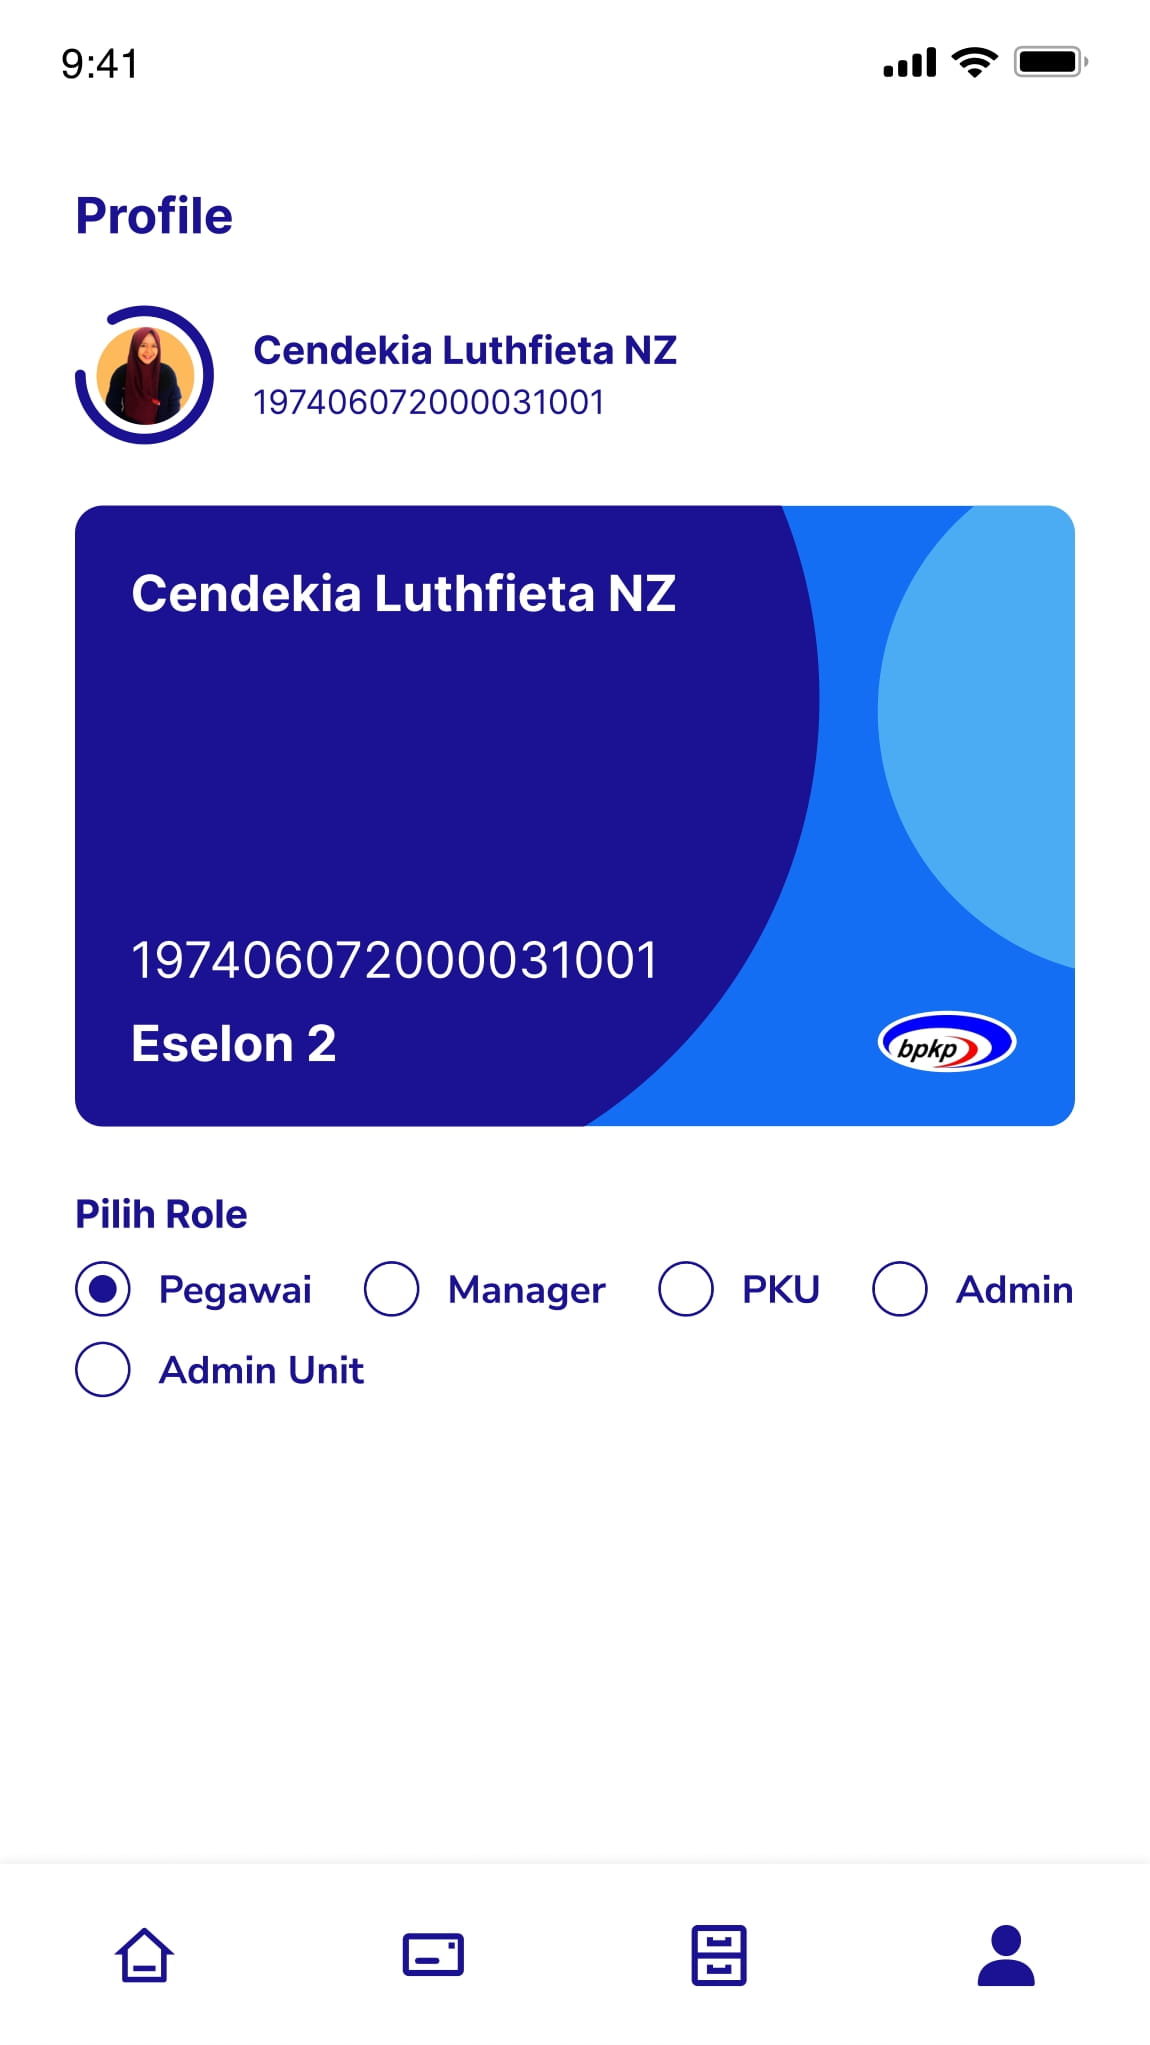 9:41
Profile
Cendekia Luthfieta NZ
197406072000031001
Cendekia Luthfieta NZ
197406072000031001
Eselon 2
bpkp
Pilih Role
Pegawai Manager PKU Admin
Admin Unit